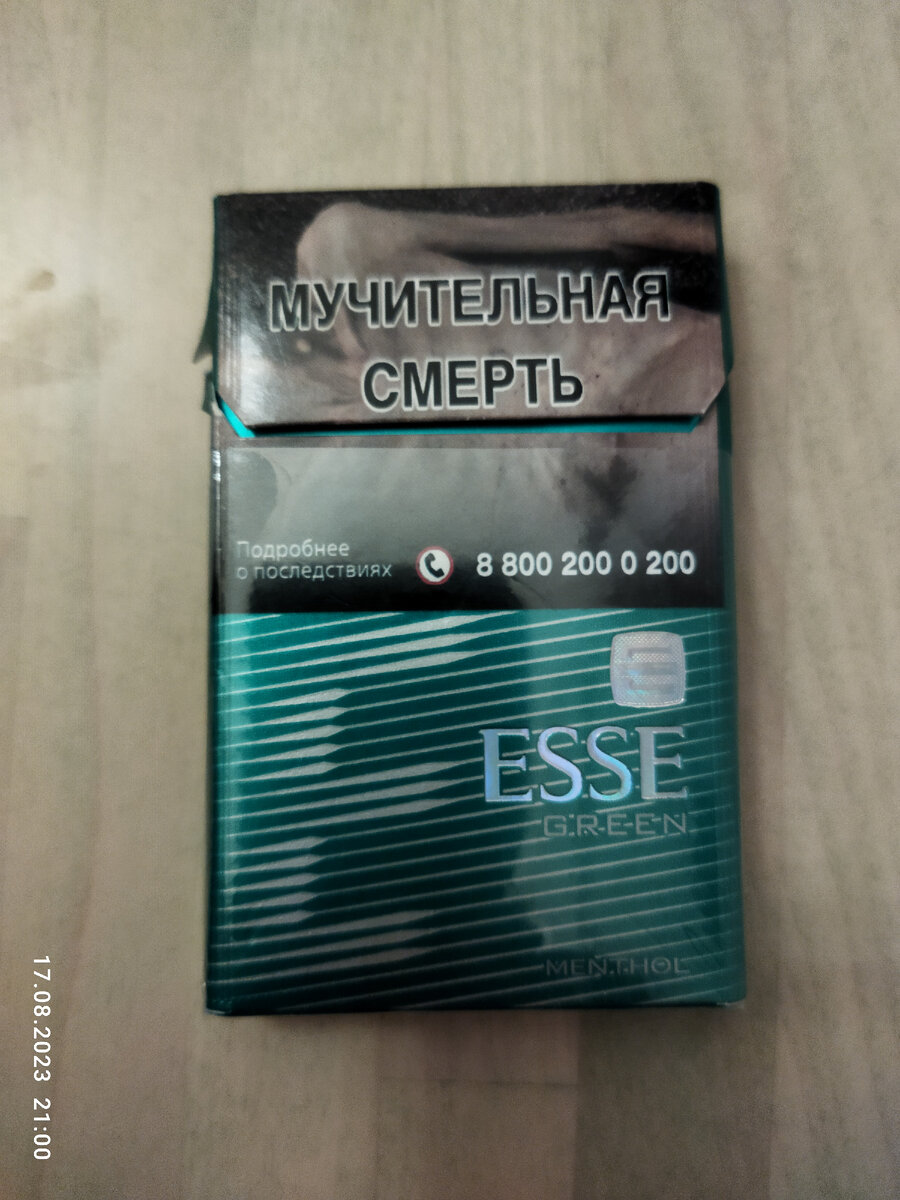 МУЧИТЕЛЬНАЯ
СМЕРТЬ
Подробнее
о последствиях
8 800 200 0 200
ESSE
GREEN
MENTHOL
17.08.2023 21:00